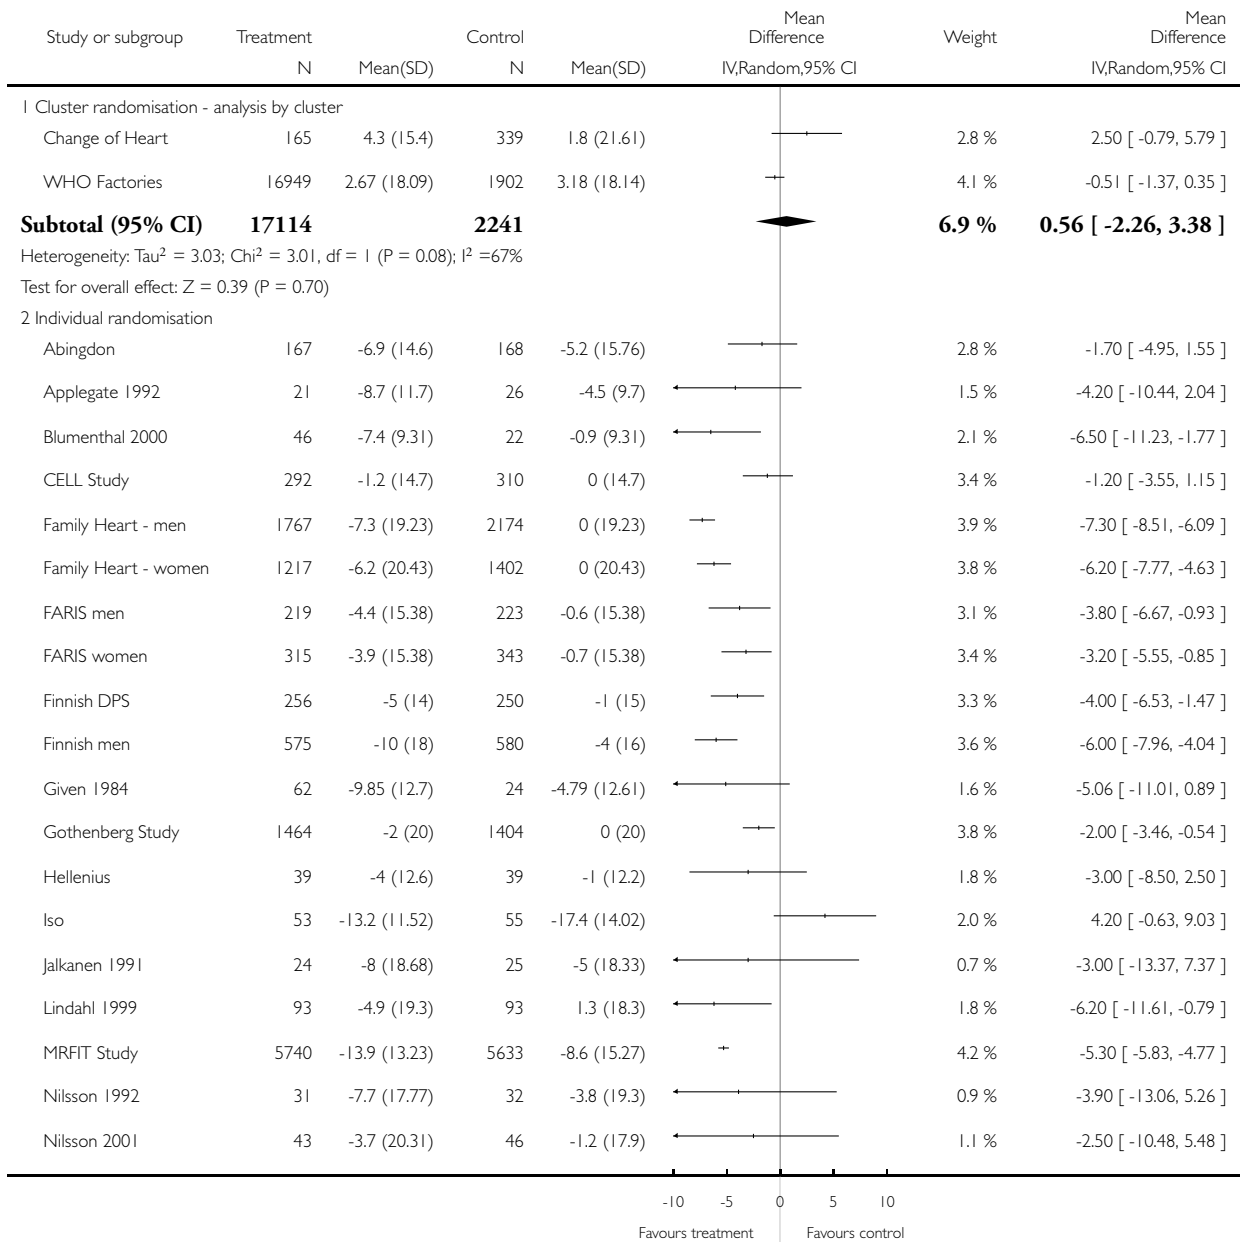 Study or subgroup Treatment Control Mean Difference Weight Mean Difference
N Mean(SD) N Mean(SD) IV,Random,95% CI IV,Random,95% CI
1 Cluster randomisation - analysis by cluster
Change of Heart 165 4.3 (15.4) 339 1.8 (21.61) 2.8 % 2.50 [ -0.79, 5.79 ]
WHO Factories 16949 2.67 (18.09) 1902 3.18 (18.14) 4.1 % -0.51 [ -1.37, 0.35 ]
Subtotal (95% CI) 17114 2241 6.9 % 0.56 [ -2.26, 3.38 ]
Heterogeneity: Tau² = 3.03; Chi² = 3.01, df = 1 (P = 0.08); I² =67%
Test for overall effect: Z = 0.39 (P = 0.70)
2 Individual randomisation
Abingdon 167 -6.9 (14.6) 168 -5.2 (15.76) 2.8 % -1.70 [ -4.95, 1.55 ]
Applegate 1992 21 -8.7 (11.7) 26 -4.5 (9.7) 1.5 % -4.20 [ -10.44, 2.04 ]
Blumenthal 2000 46 -7.4 (9.31) 22 -0.9 (9.31) 2.1 % -6.50 [ -11.23, -1.77 ]
CELL Study 292 -1.2 (14.7) 310 0 (14.7) 3.4 % -1.20 [ -3.55, 1.15 ]
Family Heart - men 1767 -7.3 (19.23) 2174 0 (19.23) 3.9 % -7.30 [ -8.51, -6.09 ]
Family Heart - women 1217 -6.2 (20.43) 1402 0 (20.43) 3.8 % -6.20 [ -7.77, -4.63 ]
FARIS men 219 -4.4 (15.38) 223 -0.6 (15.38) 3.1 % -3.80 [ -6.67, -0.93 ]
FARIS women 315 -3.9 (15.38) 343 -0.7 (15.38) 3.4 % -3.20 [ -5.55, -0.85 ]
Finnish DPS 256 -5 (14) 250 -1 (15) 3.3 % -4.00 [ -6.53, -1.47 ]
Finnish men 575 -10 (18) 580 -4 (16) 3.6 % -6.00 [ -7.96, -4.04 ]
Given 1984 62 -9.85 (12.7) 24 -4.79 (12.61) 1.6 % -5.06 [ -11.01, 0.89 ]
Gothenberg Study 1464 -2 (20) 1404 0 (20) 3.8 % -2.00 [ -3.46, -0.54 ]
Hellenius 39 -4 (12.6) 39 -1 (12.2) 1.8 % -3.00 [ -8.50, 2.50 ]
Iso 53 -13.2 (11.52) 55 -17.4 (14.02) 2.0 % 4.20 [ -0.63, 9.03 ]
Jalkanen 1991 24 -8 (18.68) 25 -5 (18.33) 0.7 % -3.00 [ -13.37, 7.37 ]
Lindahl 1999 93 -4.9 (19.3) 93 1.3 (18.3) 1.8 % -6.20 [ -11.61, -0.79 ]
MRFIT Study 5740 -13.9 (13.23) 5633 -8.6 (15.27) 4.2 % -5.30 [ -5.83, -4.77 ]
Nilsson 1992 31 -7.7 (17.77) 32 -3.8 (19.3) 0.9 % -3.90 [ -13.06, 5.26 ]
Nilsson 2001 43 -3.7 (20.31) 46 -1.2 (17.9) 1.1 % -2.50 [ -10.48, 5.48 ]
-10 -5 0 5 10
Favours treatment Favours control